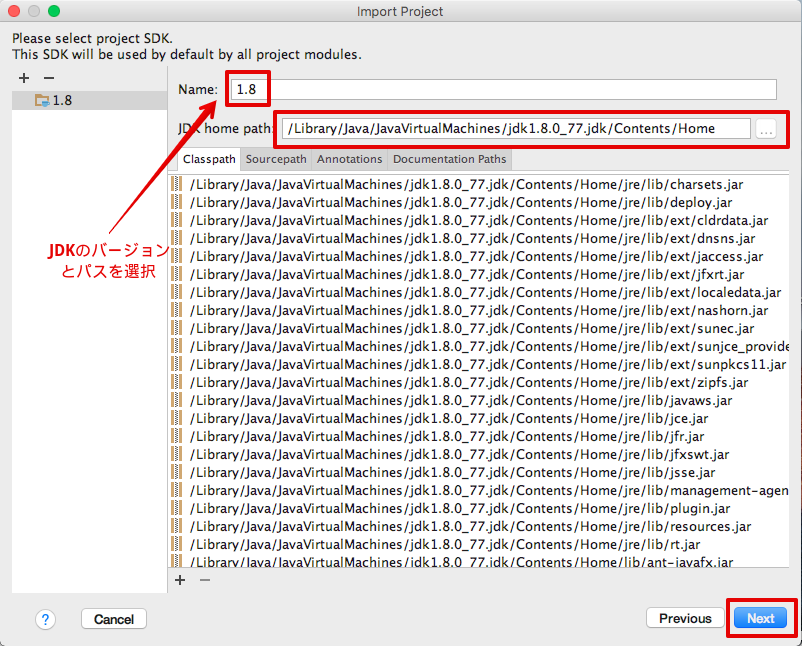 Import Project
Please select project SDK.
This SDK will be used by default by all project modules.
+ −
1.8
Name: 1.8
JDK home path: /Library/Java/JavaVirtualMachines/jdk1.8.0_77.jdk/Contents/Home ...
Classpath Sourcepath Annotations Documentation Paths
/Library/Java/JavaVirtualMachines/jdk1.8.0_77.jdk/Contents/Home/jre/lib/charsets.jar
/Library/Java/JavaVirtualMachines/jdk1.8.0_77.jdk/Contents/Home/jre/lib/deploy.jar
/Library/Java/JavaVirtualMachines/jdk1.8.0_77.jdk/Contents/Home/jre/lib/ext/cldrdata.jar
/Library/Java/JavaVirtualMachines/jdk1.8.0_77.jdk/Contents/Home/jre/lib/ext/dnsns.jar
/Library/Java/JavaVirtualMachines/jdk1.8.0_77.jdk/Contents/Home/jre/lib/ext/jaccess.jar
/Library/Java/JavaVirtualMachines/jdk1.8.0_77.jdk/Contents/Home/jre/lib/ext/jfxrt.jar
/Library/Java/JavaVirtualMachines/jdk1.8.0_77.jdk/Contents/Home/jre/lib/ext/localedata.jar
/Library/Java/JavaVirtualMachines/jdk1.8.0_77.jdk/Contents/Home/jre/lib/ext/nashorn.jar
/Library/Java/JavaVirtualMachines/jdk1.8.0_77.jdk/Contents/Home/jre/lib/ext/sunec.jar
/Library/Java/JavaVirtualMachines/jdk1.8.0_77.jdk/Contents/Home/jre/lib/ext/sunjce_provide
/Library/Java/JavaVirtualMachines/jdk1.8.0_77.jdk/Contents/Home/jre/lib/ext/sunpkcs11.jar
/Library/Java/JavaVirtualMachines/jdk1.8.0_77.jdk/Contents/Home/jre/lib/ext/zipfs.jar
/Library/Java/JavaVirtualMachines/jdk1.8.0_77.jdk/Contents/Home/jre/lib/javaws.jar
/Library/Java/JavaVirtualMachines/jdk1.8.0_77.jdk/Contents/Home/jre/lib/jce.jar
/Library/Java/JavaVirtualMachines/jdk1.8.0_77.jdk/Contents/Home/jre/lib/jfr.jar
/Library/Java/JavaVirtualMachines/jdk1.8.0_77.jdk/Contents/Home/jre/lib/jfxswt.jar
/Library/Java/JavaVirtualMachines/jdk1.8.0_77.jdk/Contents/Home/jre/lib/jsse.jar
/Library/Java/JavaVirtualMachines/jdk1.8.0_77.jdk/Contents/Home/jre/lib/management-agen
/Library/Java/JavaVirtualMachines/jdk1.8.0_77.jdk/Contents/Home/jre/lib/plugin.jar
/Library/Java/JavaVirtualMachines/jdk1.8.0_77.jdk/Contents/Home/jre/lib/resources.jar
/Library/Java/JavaVirtualMachines/jdk1.8.0_77.jdk/Contents/Home/jre/lib/rt.jar
/Library/Java/JavaVirtualMachines/jdk1.8.0_77.jdk/Contents/Home/lib/ant-javafx.jar
JDKのバージョン
とパスを選択
+ −
? Cancel Previous Next